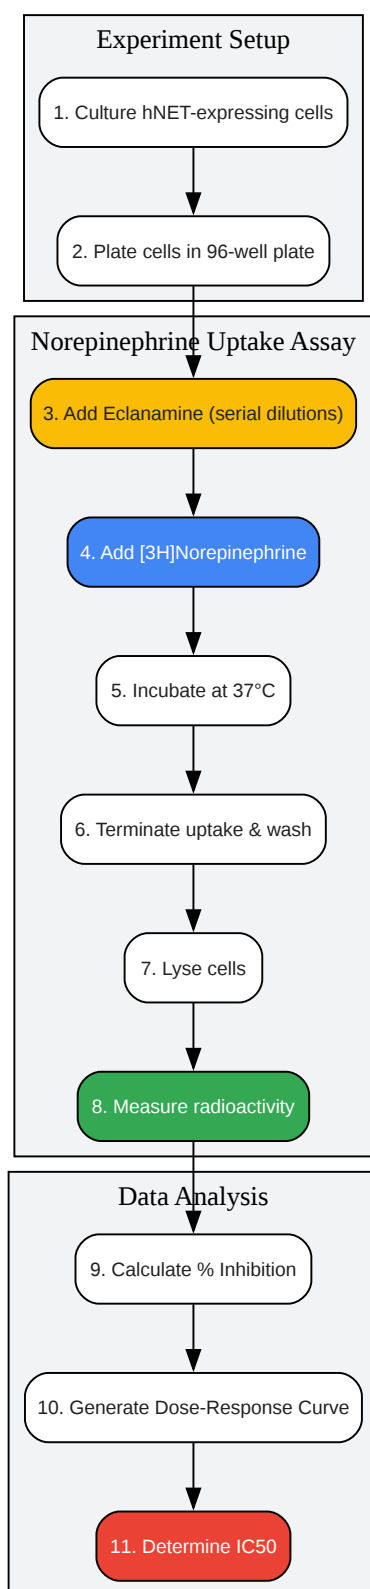 Experiment Setup
1. Culture hNET-expressing cells
2. Plate cells in 96-well plate
Norepinephrine Uptake Assay
3. Add Eclanamine (serial dilutions)
4. Add [3H]Norepinephrine
5. Incubate at 37°C
6. Terminate uptake & wash
7. Lyse cells
8. Measure radioactivity
Data Analysis
9. Calculate % Inhibition
10. Generate Dose-Response Curve
11. Determine IC50